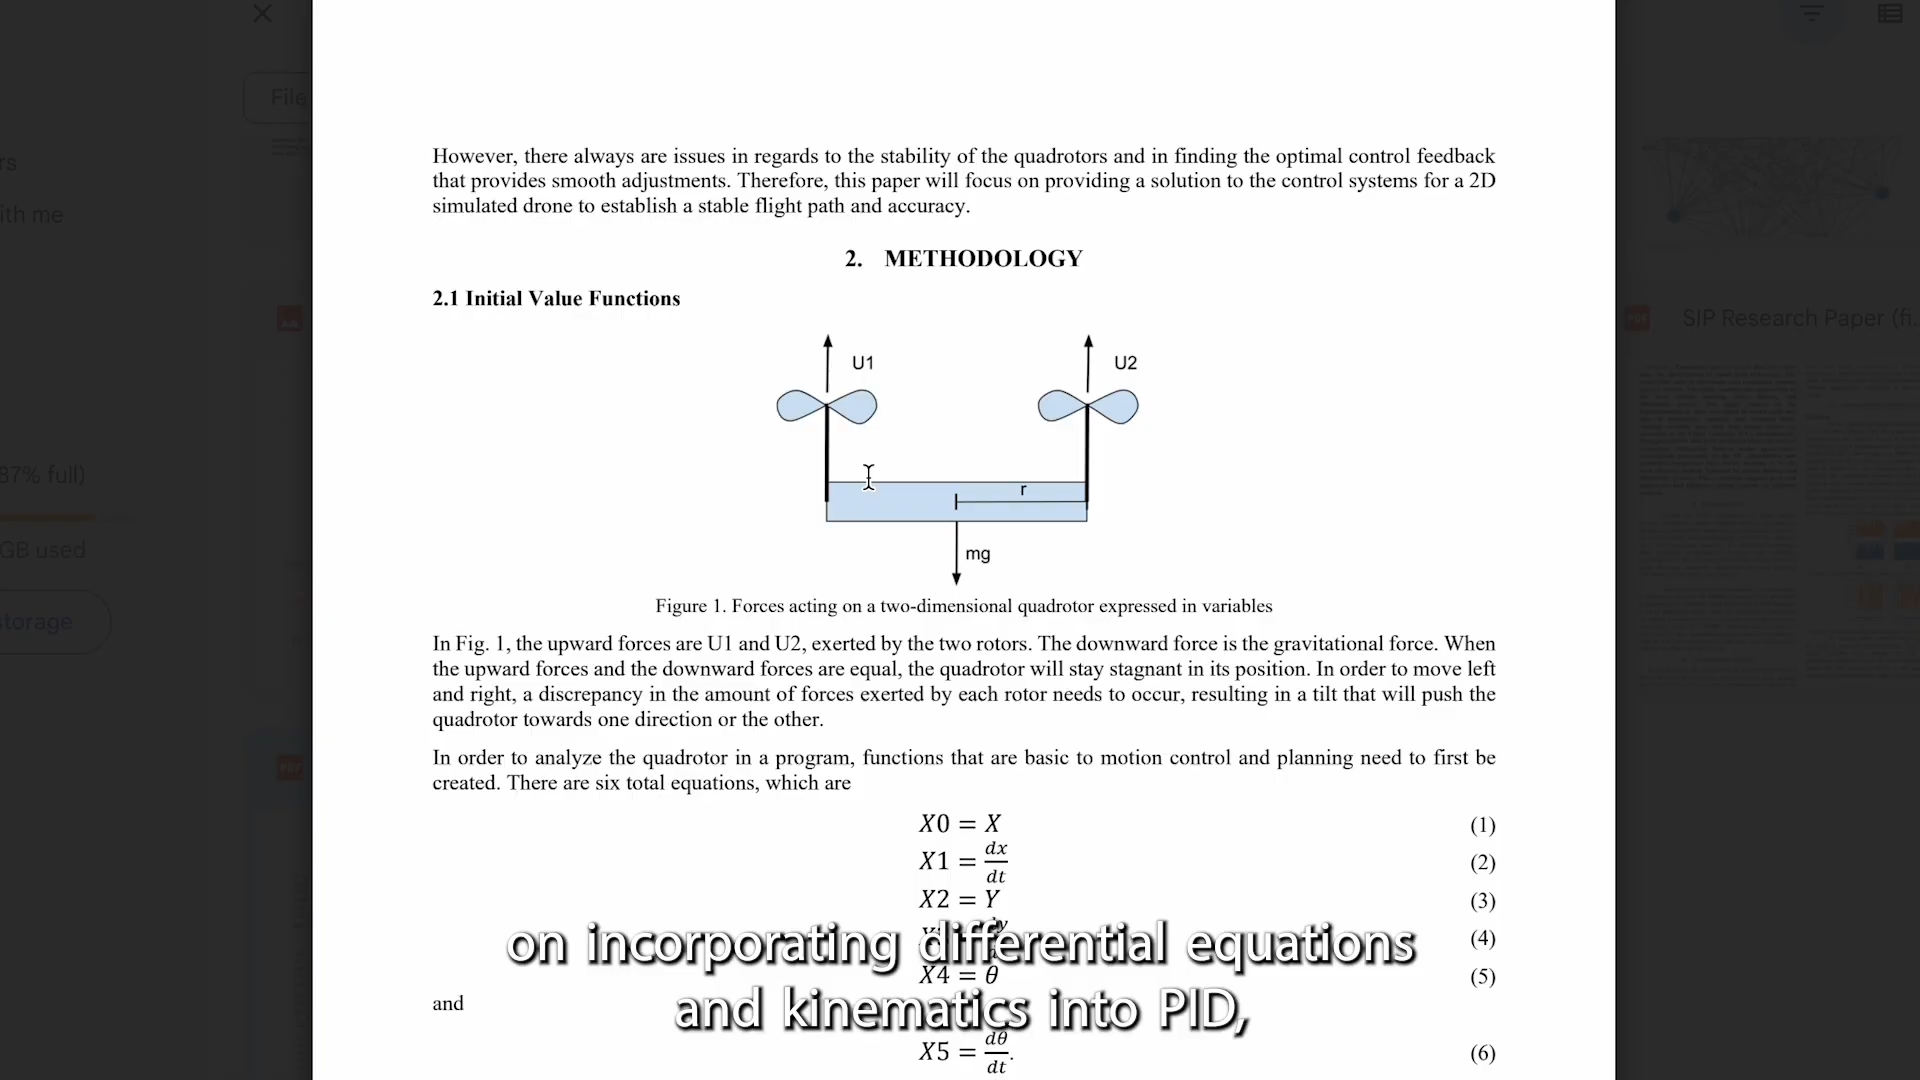 File
rs
ith me
87% full)
GB used
storage
SIP Research Paper (fi...
PDF
PDF
However, there always are issues in regards to the stability of the quadrotors and in finding the optimal control feedback
that provides smooth adjustments. Therefore, this paper will focus on providing a solution to the control systems for a 2D
simulated drone to establish a stable flight path and accuracy.
2. METHODOLOGY
2.1 Initial Value Functions
U1
U2
r
mg
Figure 1. Forces acting on a two-dimensional quadrotor expressed in variables
In Fig. 1, the upward forces are U1 and U2, exerted by the two rotors. The downward force is the gravitational force. When
the upward forces and the downward forces are equal, the quadrotor will stay stagnant in its position. In order to move left
and right, a discrepancy in the amount of forces exerted by each rotor needs to occur, resulting in a tilt that will push the
quadrotor towards one direction or the other.
In order to analyze the quadrotor in a program, functions that are basic to motion control and planning need to first be
created. There are six total equations, which are
X0 = X (1)
X1 = dx/dt (2)
X2 = Y (3)
(4)
X4 = θ (5)
and
X5 = dθ/dt. (6)
on incorporating differential equations
and kinematics into PID,